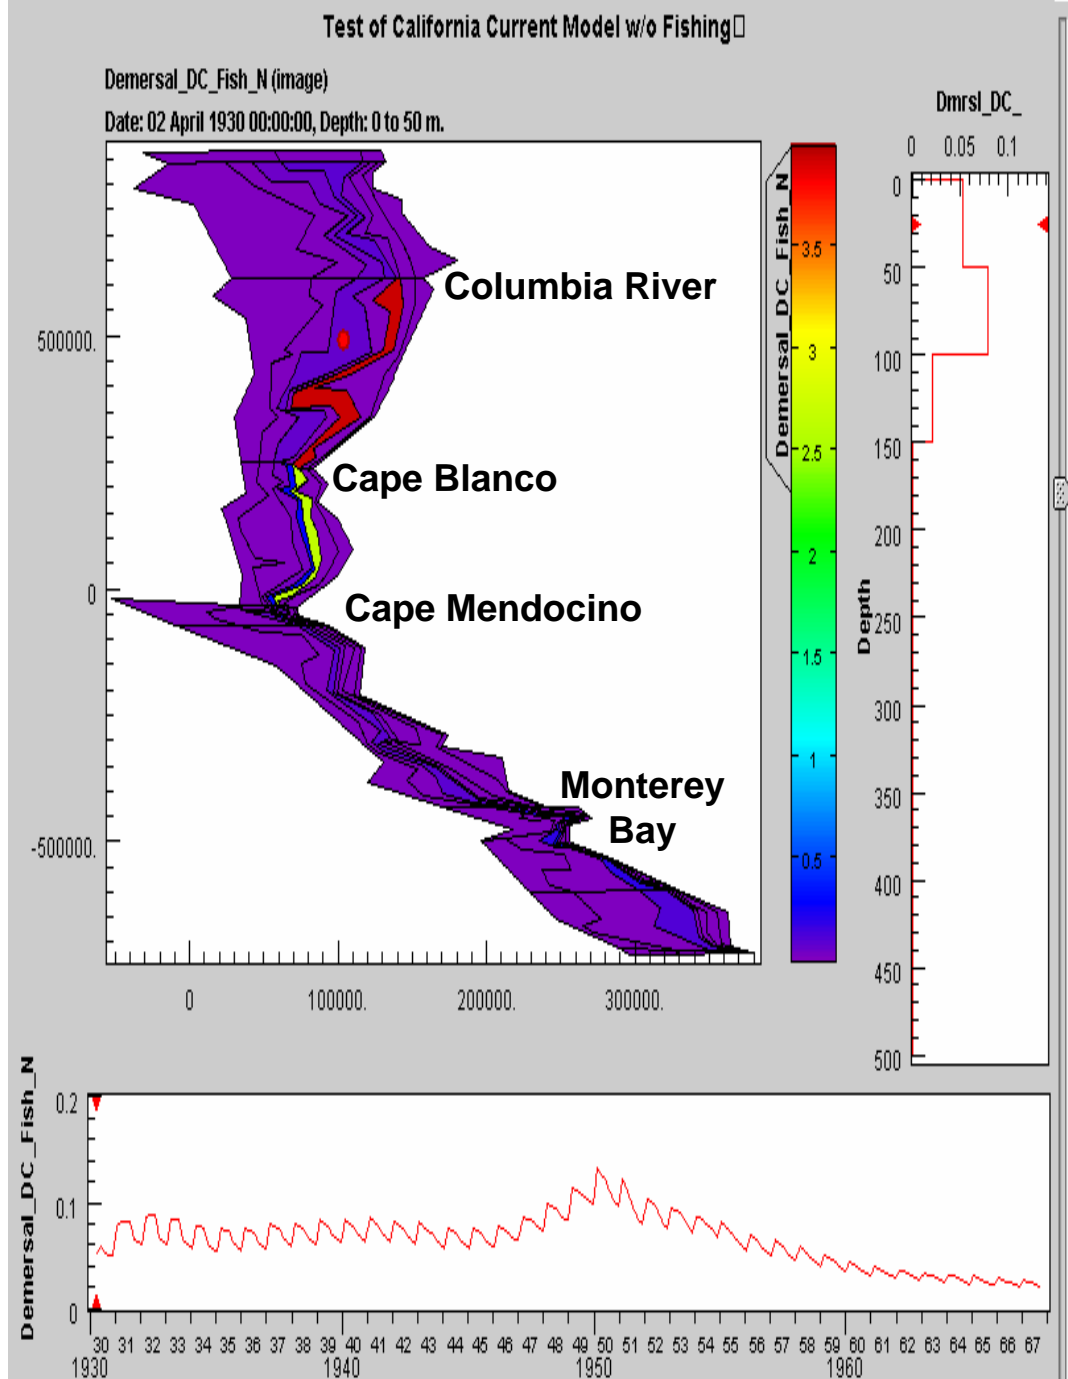 Test of California Current Model w/o Fishing□
Demersal_DC_Fish_N (image)
Date: 02 April 1930 00:00:00, Depth: 0 to 50 m.
Dmrsl_DC_
0 0.05 0.1
Demersal_DC_Fish_N
3.5
3
2.5
2
1.5
1
0.5
Depth
0
50
100
150
200
250
300
350
400
450
500
500000.
0
-500000.
Columbia River
Cape Blanco
Cape Mendocino
Monterey
Bay
0 100000. 200000. 300000.
Demersal_DC_Fish_N
0.2
0.1
0
30 31 32 33 34 35 36 37 38 39 40 41 42 43 44 45 46 47 48 49 50 51 52 53 54 55 56 57 58 59 60 61 62 63 64 65 66 67
1930 1940 1950 1960